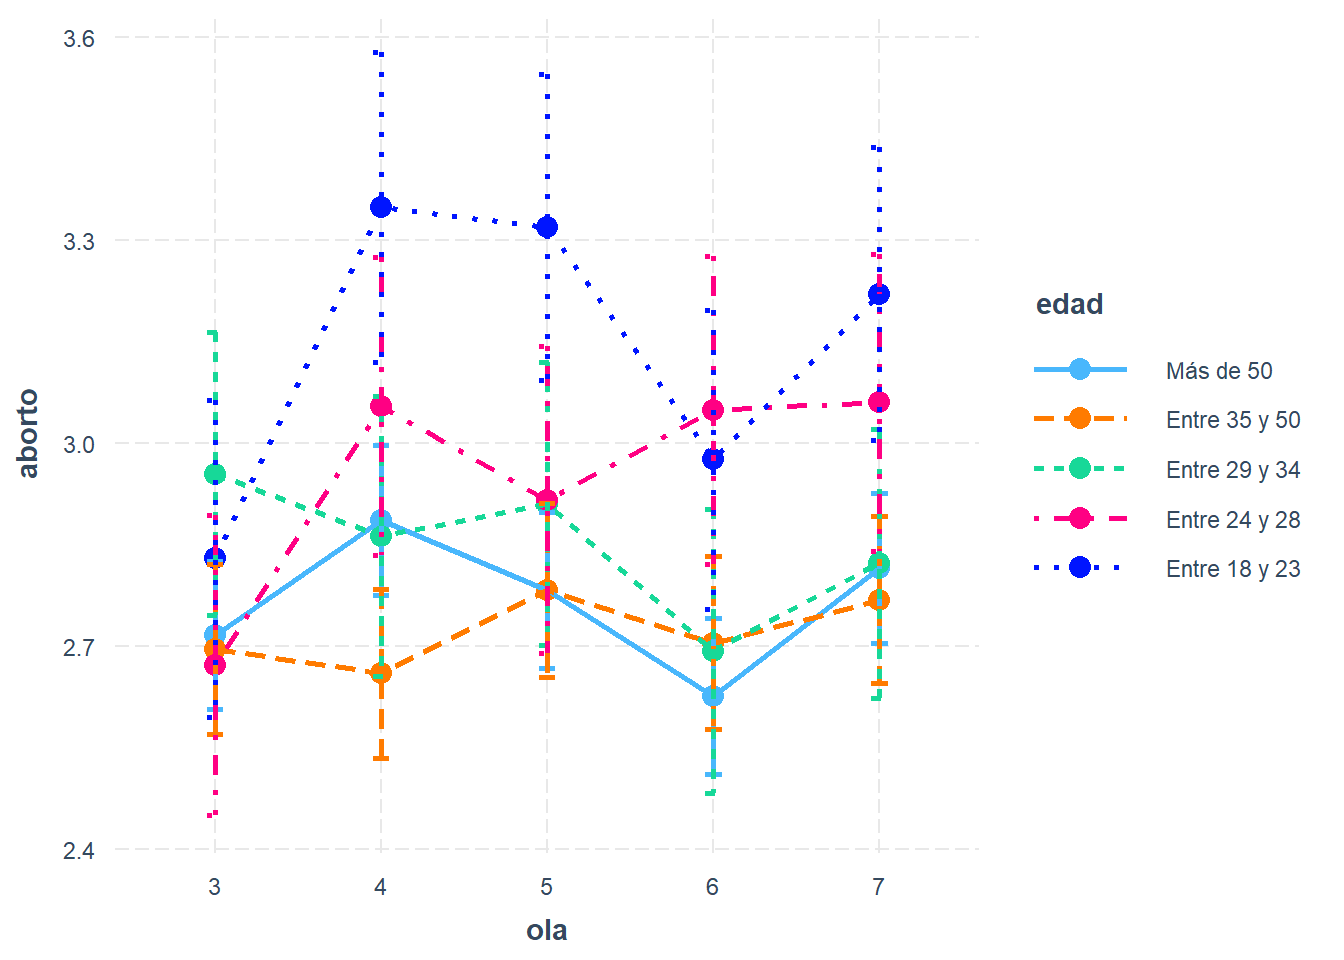 3.6
3.3
3.0
2.7
2.4
aborto
3 4 5 6 7
ola
edad
Más de 50
Entre 35 y 50
Entre 29 y 34
Entre 24 y 28
Entre 18 y 23